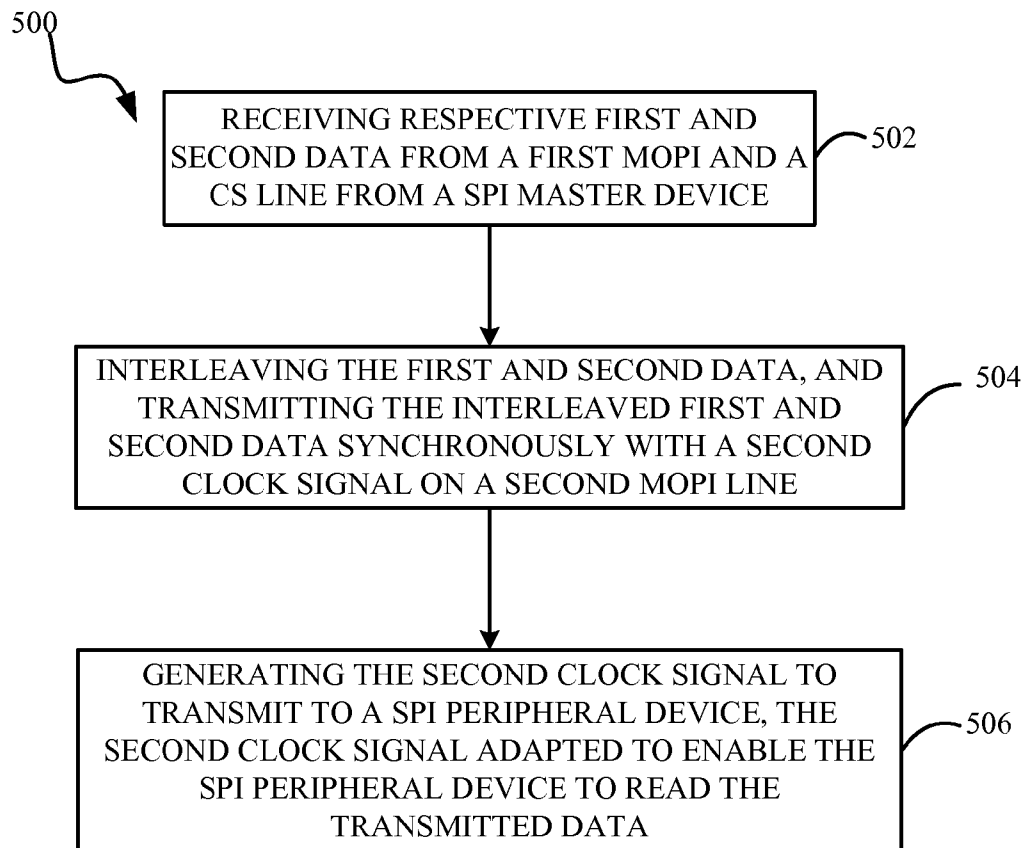 500
RECEIVING RESPECTIVE FIRST AND
SECOND DATA FROM A FIRST MOPI AND A
CS LINE FROM A SPI MASTER DEVICE
502
INTERLEAVING THE FIRST AND SECOND DATA, AND
TRANSMITTING THE INTERLEAVED FIRST AND
SECOND DATA SYNCHRONOUSLY WITH A SECOND
CLOCK SIGNAL ON A SECOND MOPI LINE
504
GENERATING THE SECOND CLOCK SIGNAL TO
TRANSMIT TO A SPI PERIPHERAL DEVICE, THE
SECOND CLOCK SIGNAL ADAPTED TO ENABLE THE
SPI PERIPHERAL DEVICE TO READ THE
TRANSMITTED DATA
506